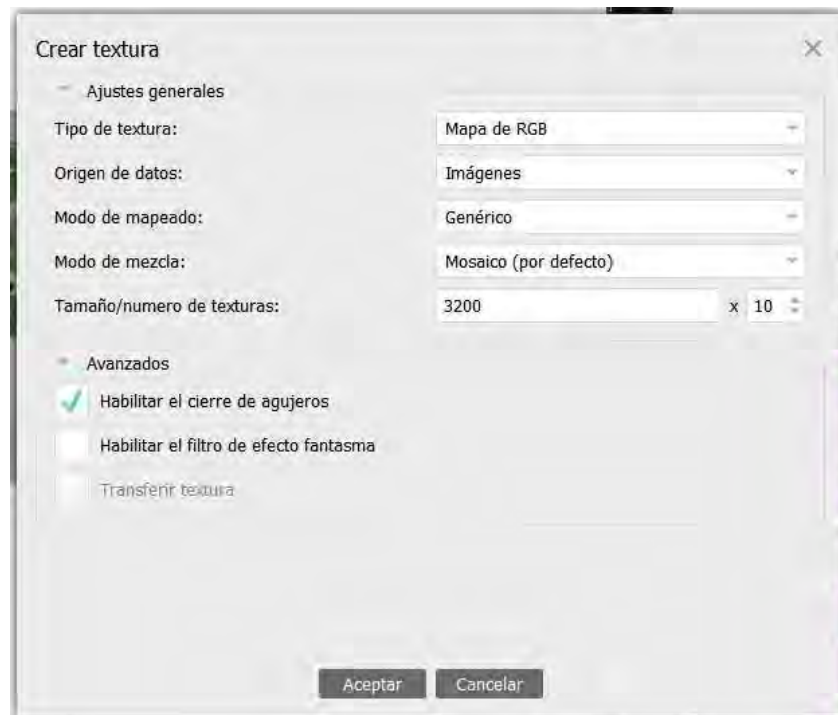 Crear textura
Ajustes generales
Tipo de textura: Mapa de RGB
Origen de datos: Imágenes
Modo de mapeado: Genérico
Modo de mezcla: Mosaico (por defecto)
Tamaño/numero de texturas: 3200 x 10
Avanzados
Habilitar el cierre de agujeros
Habilitar el filtro de efecto fantasma
Transferir textura
Aceptar Cancelar